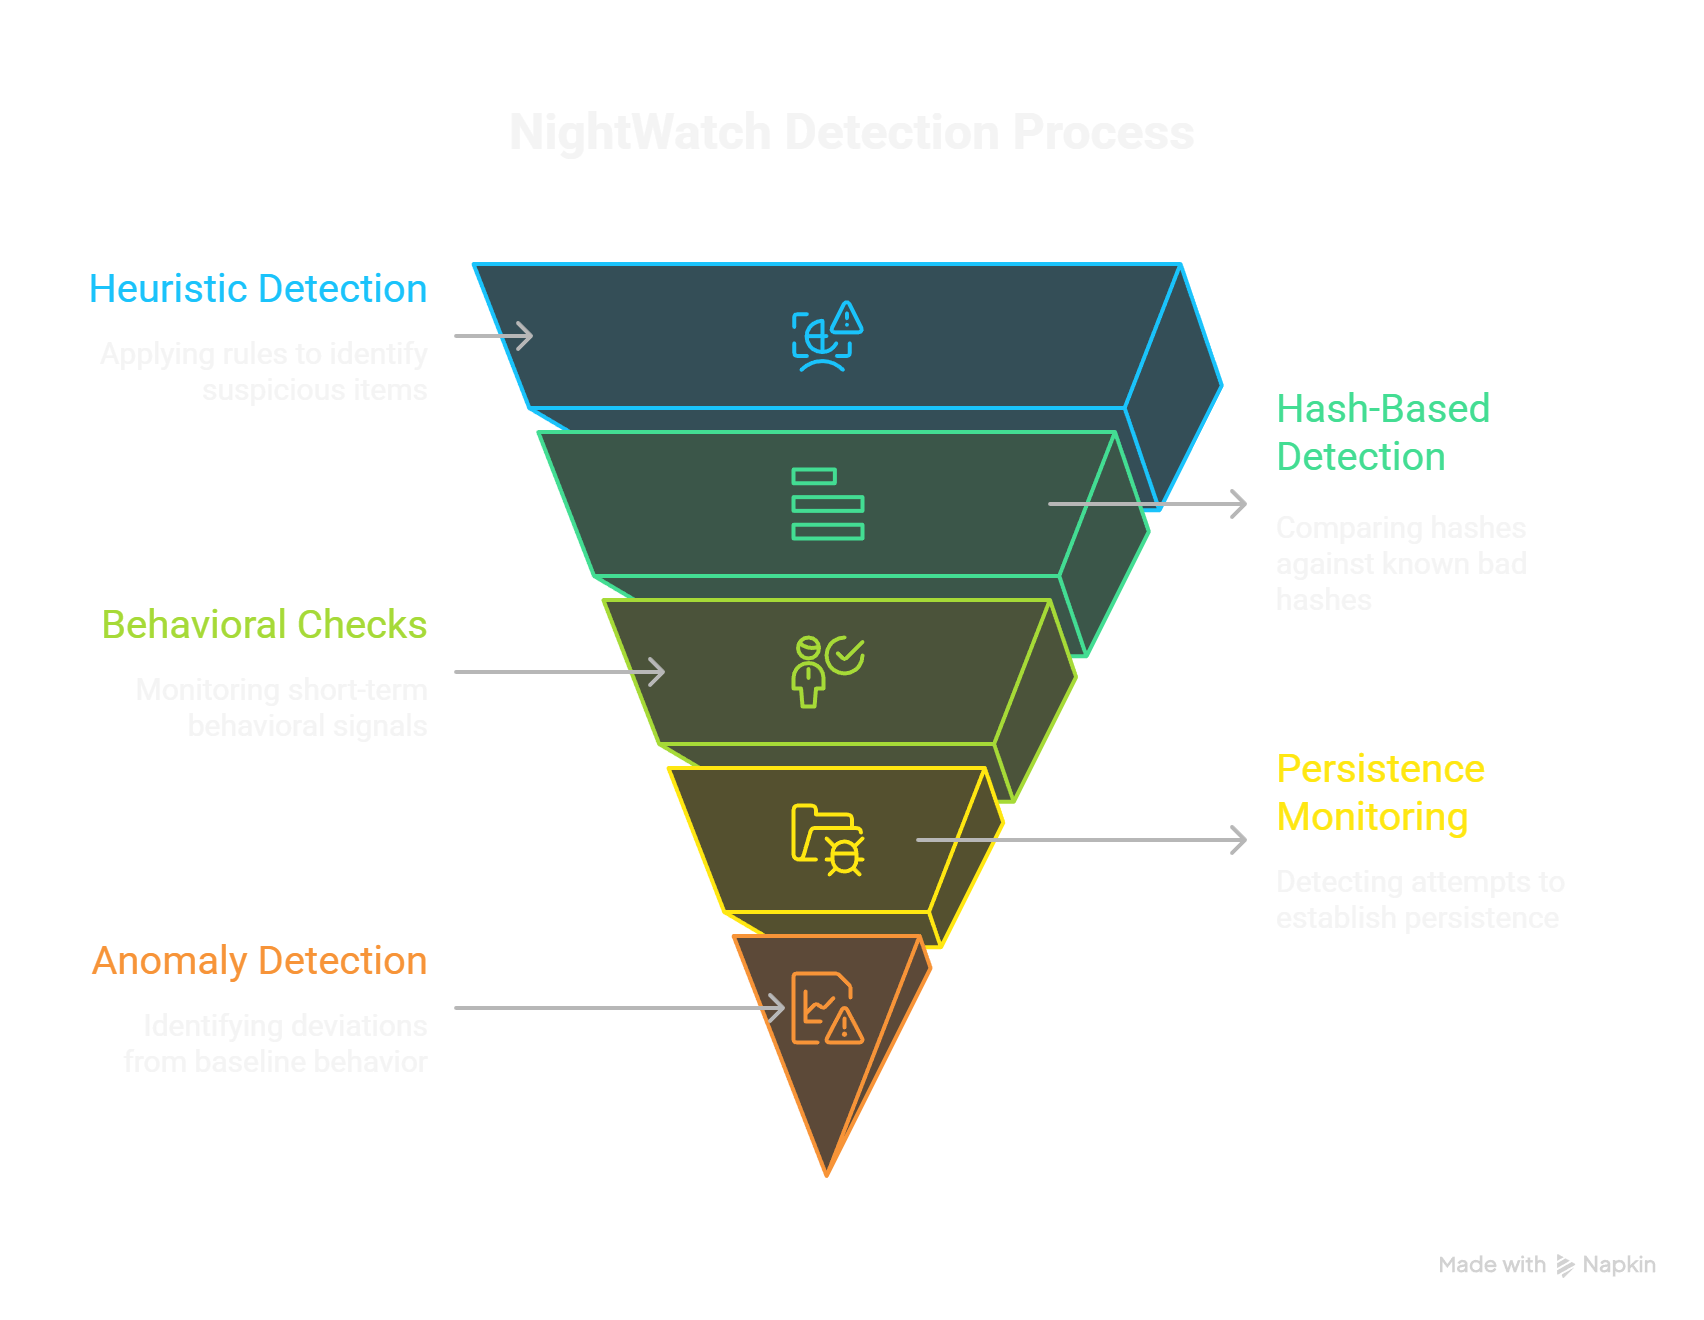 NightWatch Detection Process
Heuristic Detection
Applying rules to identify
suspicious items
Hash-Based
Detection
Comparing hashes
against known bad
hashes
Behavioral Checks
Monitoring short-term
behavioral signals
Persistence
Monitoring
Detecting attempts to
establish persistence
Anomaly Detection
Identifying deviations
from baseline behavior
Made with Napkin